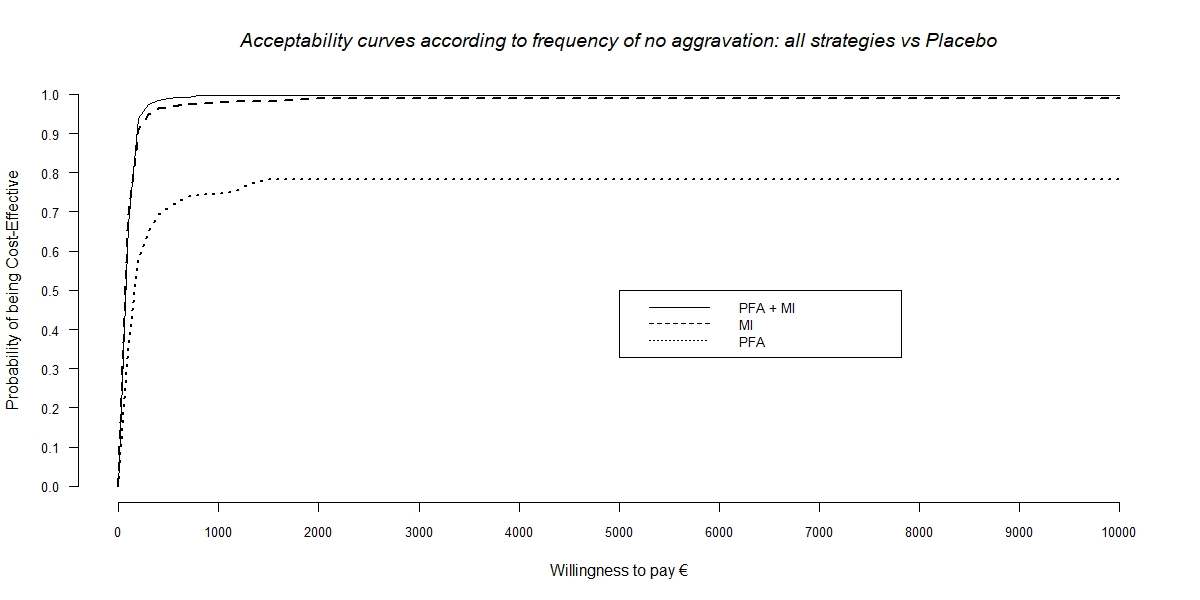 Acceptability curves according to frequency of no aggravation: all strategies vs Placebo
Probability of being Cost-Effective
1.0
0.9
0.8
0.7
0.6
0.5
0.4
0.3
0.2
0.1
0.0
PFA + MI
MI
PFA
0 1000 2000 3000 4000 5000 6000 7000 8000 9000 10000
Willingness to pay €